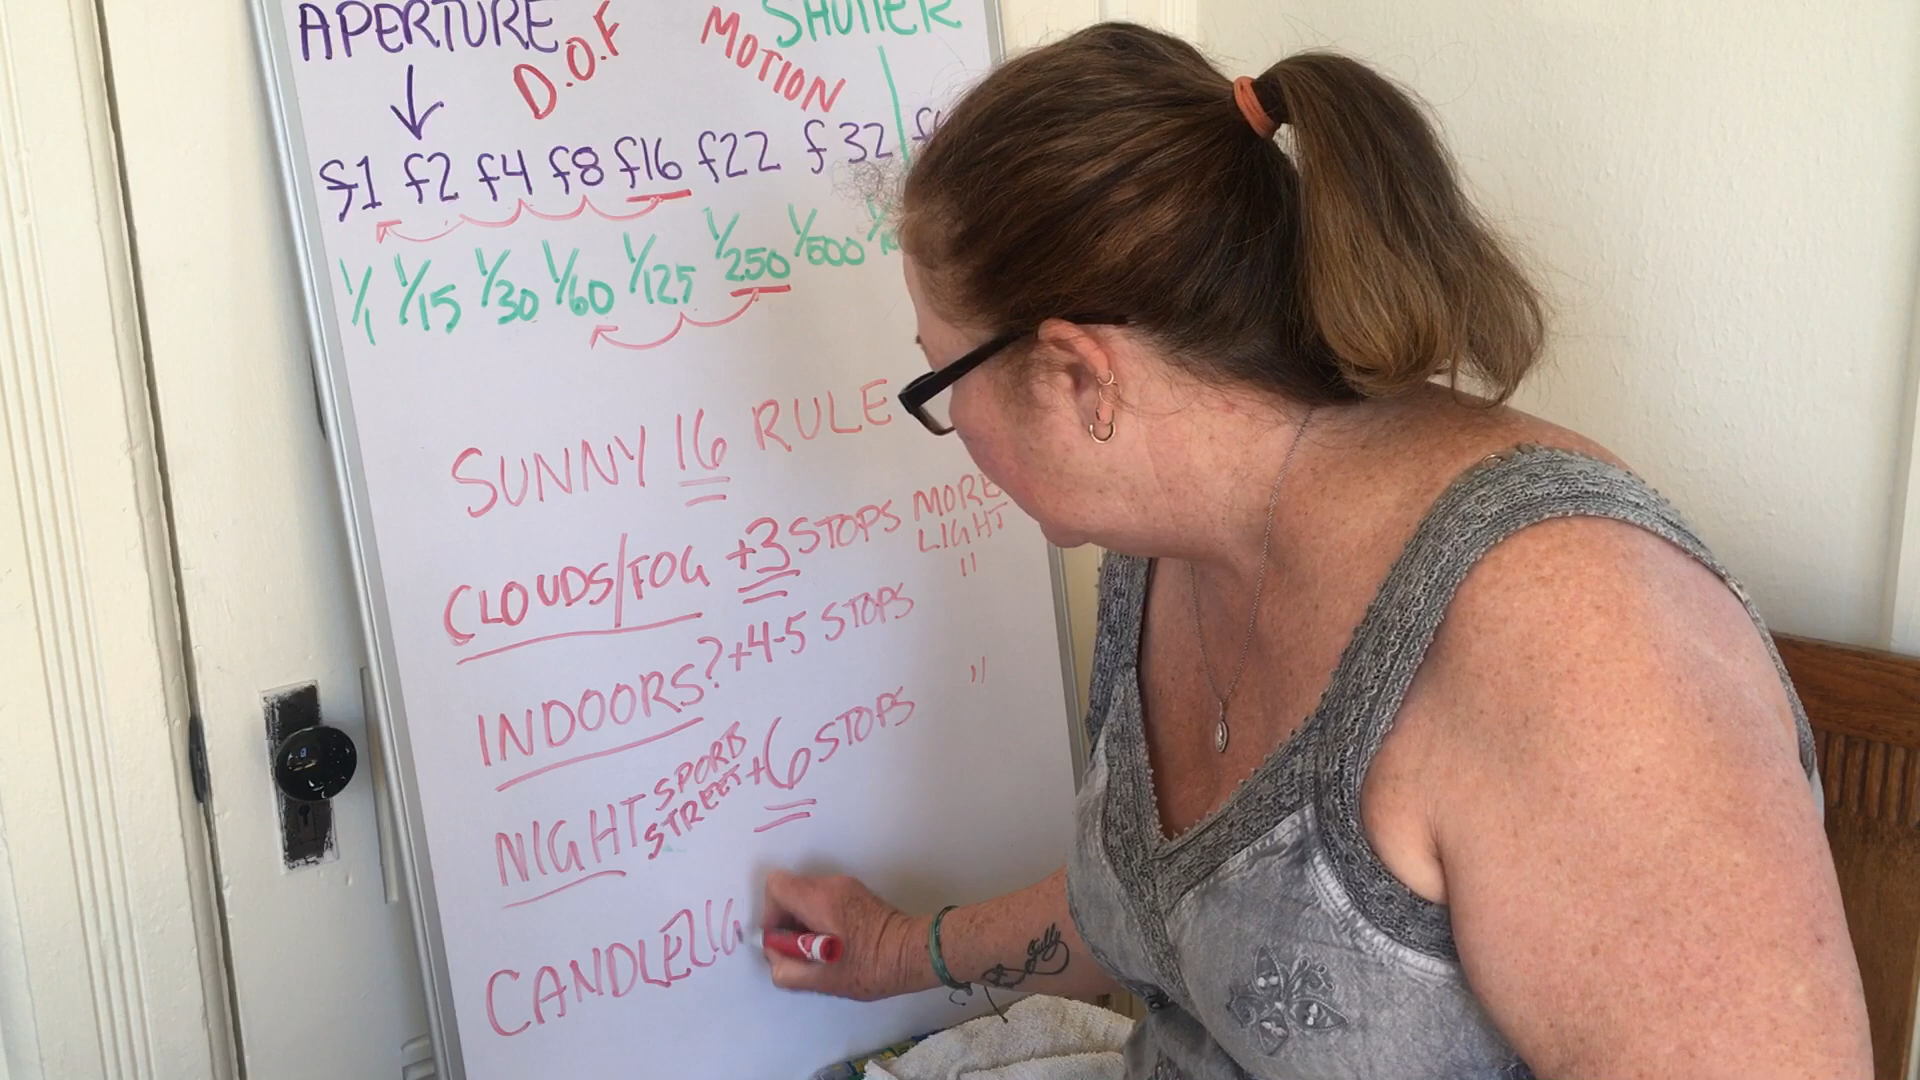 APERTURE SHUTTER
D.O.F MOTION
f1 f2 f4 f8 f16 f22 f32
1/1 1/15 1/30 1/60 1/125 1/250 1/500
SUNNY 16 RULE
CLOUDS/FOG +3 STOPS MORE
LIGHT
INDOORS? +4-5 STOPS "
NIGHT SPORTS
STREET +6 STOPS "
CANDLELIG